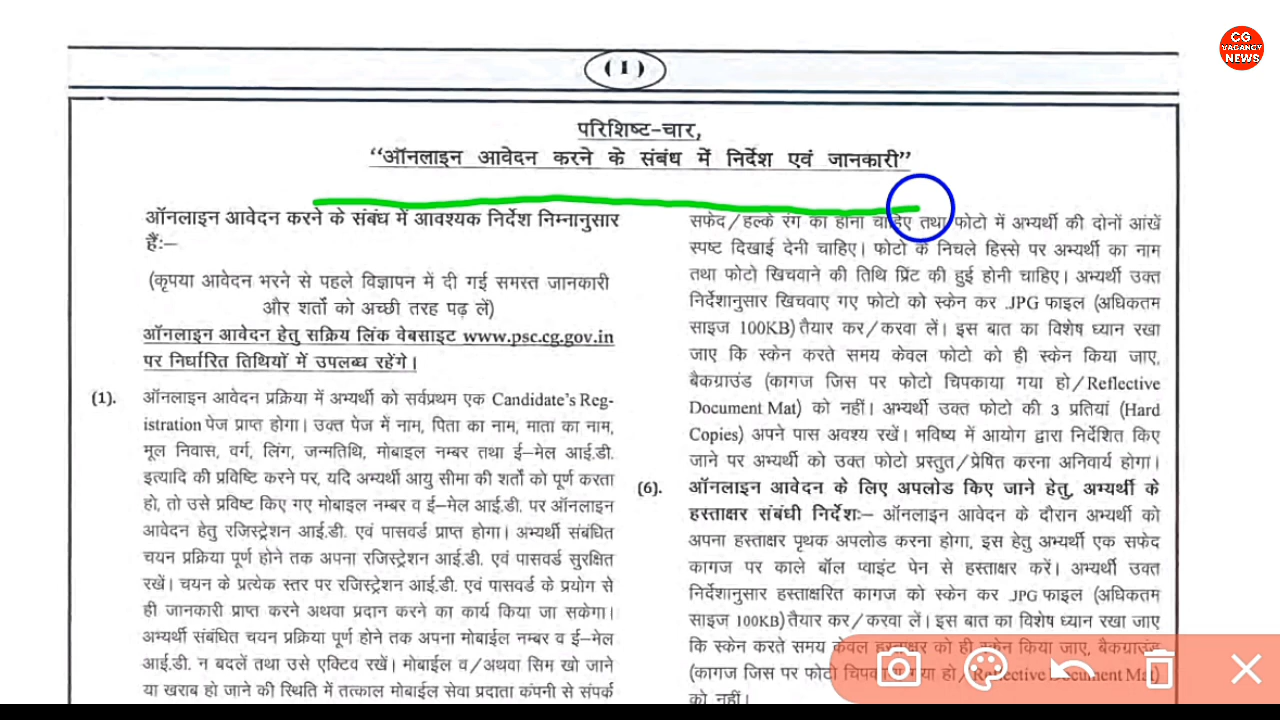 CG
VACANCY
NEWS
(1)
परिशिष्ट-चार,
“ऑनलाइन आवेदन करने के संबंध में निर्देश एवं जानकारी”
ऑनलाइन आवेदन करने के संबंध में आवश्यक निर्देश निम्नानुसार
हैं:–
(कृपया आवेदन भरने से पहले विज्ञापन में दी गई समस्त जानकारी
और शर्तों को अच्छी तरह पढ़ लें)
ऑनलाइन आवेदन हेतु सक्रिय लिंक वेबसाइट www.psc.cg.gov.in
पर निर्धारित तिथियों में उपलब्ध रहेंगे।
(1). ऑनलाइन आवेदन प्रक्रिया में अभ्यर्थी को सर्वप्रथम एक Candidate's Reg-
istration पेज प्राप्त होगा। उक्त पेज में नाम, पिता का नाम, माता का नाम,
मूल निवास, वर्ग, लिंग, जन्मतिथि, मोबाइल नम्बर तथा ई–मेल आई.डी.
इत्यादि की प्रविष्टि करने पर, यदि अभ्यर्थी आयु सीमा की शर्तों को पूर्ण करता
हो, तो उसे प्रविष्ट किए गए मोबाइल नम्बर व ई–मेल आई.डी. पर ऑनलाइन
आवेदन हेतु रजिस्ट्रेशन आई.डी. एवं पासवर्ड प्राप्त होगा। अभ्यर्थी संबंधित
चयन प्रक्रिया पूर्ण होने तक अपना रजिस्ट्रेशन आई.डी. एवं पासवर्ड सुरक्षित
रखें। चयन के प्रत्येक स्तर पर रजिस्ट्रेशन आई.डी. एवं पासवर्ड के प्रयोग से
ही जानकारी प्राप्त करने अथवा प्रदान करने का कार्य किया जा सकेगा।
अभ्यर्थी संबंधित चयन प्रक्रिया पूर्ण होने तक अपना मोबाइल नम्बर व ई–मेल
आई.डी. न बदलें तथा उसे एक्टिव रखें। मोबाईल व/अथवा सिम खो जाने
या खराब हो जाने की स्थिति में तत्काल मोबाईल सेवा प्रदाता कंपनी से संपर्क
सफेद/हल्के रंग का होना चाहिए तथा फोटो में अभ्यर्थी की दोनों आंखें
स्पष्ट दिखाई देनी चाहिए। फोटो के निचले हिस्से पर अभ्यर्थी का नाम
तथा फोटो खिचवाने की तिथि प्रिंट की हुई होनी चाहिए। अभ्यर्थी उक्त
निर्देशानुसार खिचवाए गए फोटो को स्केन कर .JPG फाइल (अधिकतम
साइज 100KB) तैयार कर/करवा लें। इस बात का विशेष ध्यान रखा
जाए कि स्केन करते समय केवल फोटो को ही स्केन किया जाए,
बैकग्राउंड (कागज जिस पर फोटो चिपकाया गया हो/Reflective
Document Mat) को नहीं। अभ्यर्थी उक्त फोटो की 3 प्रतियां (Hard
Copies) अपने पास अवश्य रखें। भविष्य में आयोग द्वारा निर्देशित किए
जाने पर अभ्यर्थी को उक्त फोटो प्रस्तुत/प्रेषित करना अनिवार्य होगा।
(6). ऑनलाइन आवेदन के लिए अपलोड किए जाने हेतु, अभ्यर्थी के
हस्ताक्षर संबंधी निर्देश:– ऑनलाइन आवेदन के दौरान अभ्यर्थी को
अपना हस्ताक्षर पृथक अपलोड करना होगा, इस हेतु अभ्यर्थी एक सफेद
कागज पर काले बॉल प्वाइंट पेन से हस्ताक्षर करें। अभ्यर्थी उक्त
निर्देशानुसार हस्ताक्षरित कागज को स्केन कर .JPG फाइल (अधिकतम
साइज 100KB) तैयार कर/करवा लें। इस बात का विशेष ध्यान रखा जाए
कि स्केन करते समय केवल हस्ताक्षर को ही स्केन किया जाए, बैकग्राउंड
(कागज जिस पर फोटो चिपकाया गया हो/Reflective Document Mat)
को नहीं।